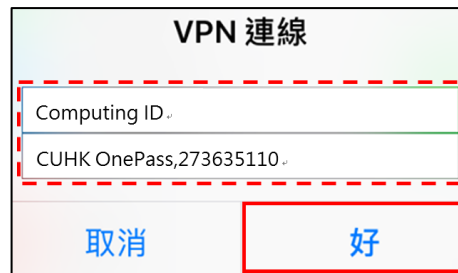 VPN 連線
Computing ID
CUHK OnePass,273635110
取消
好